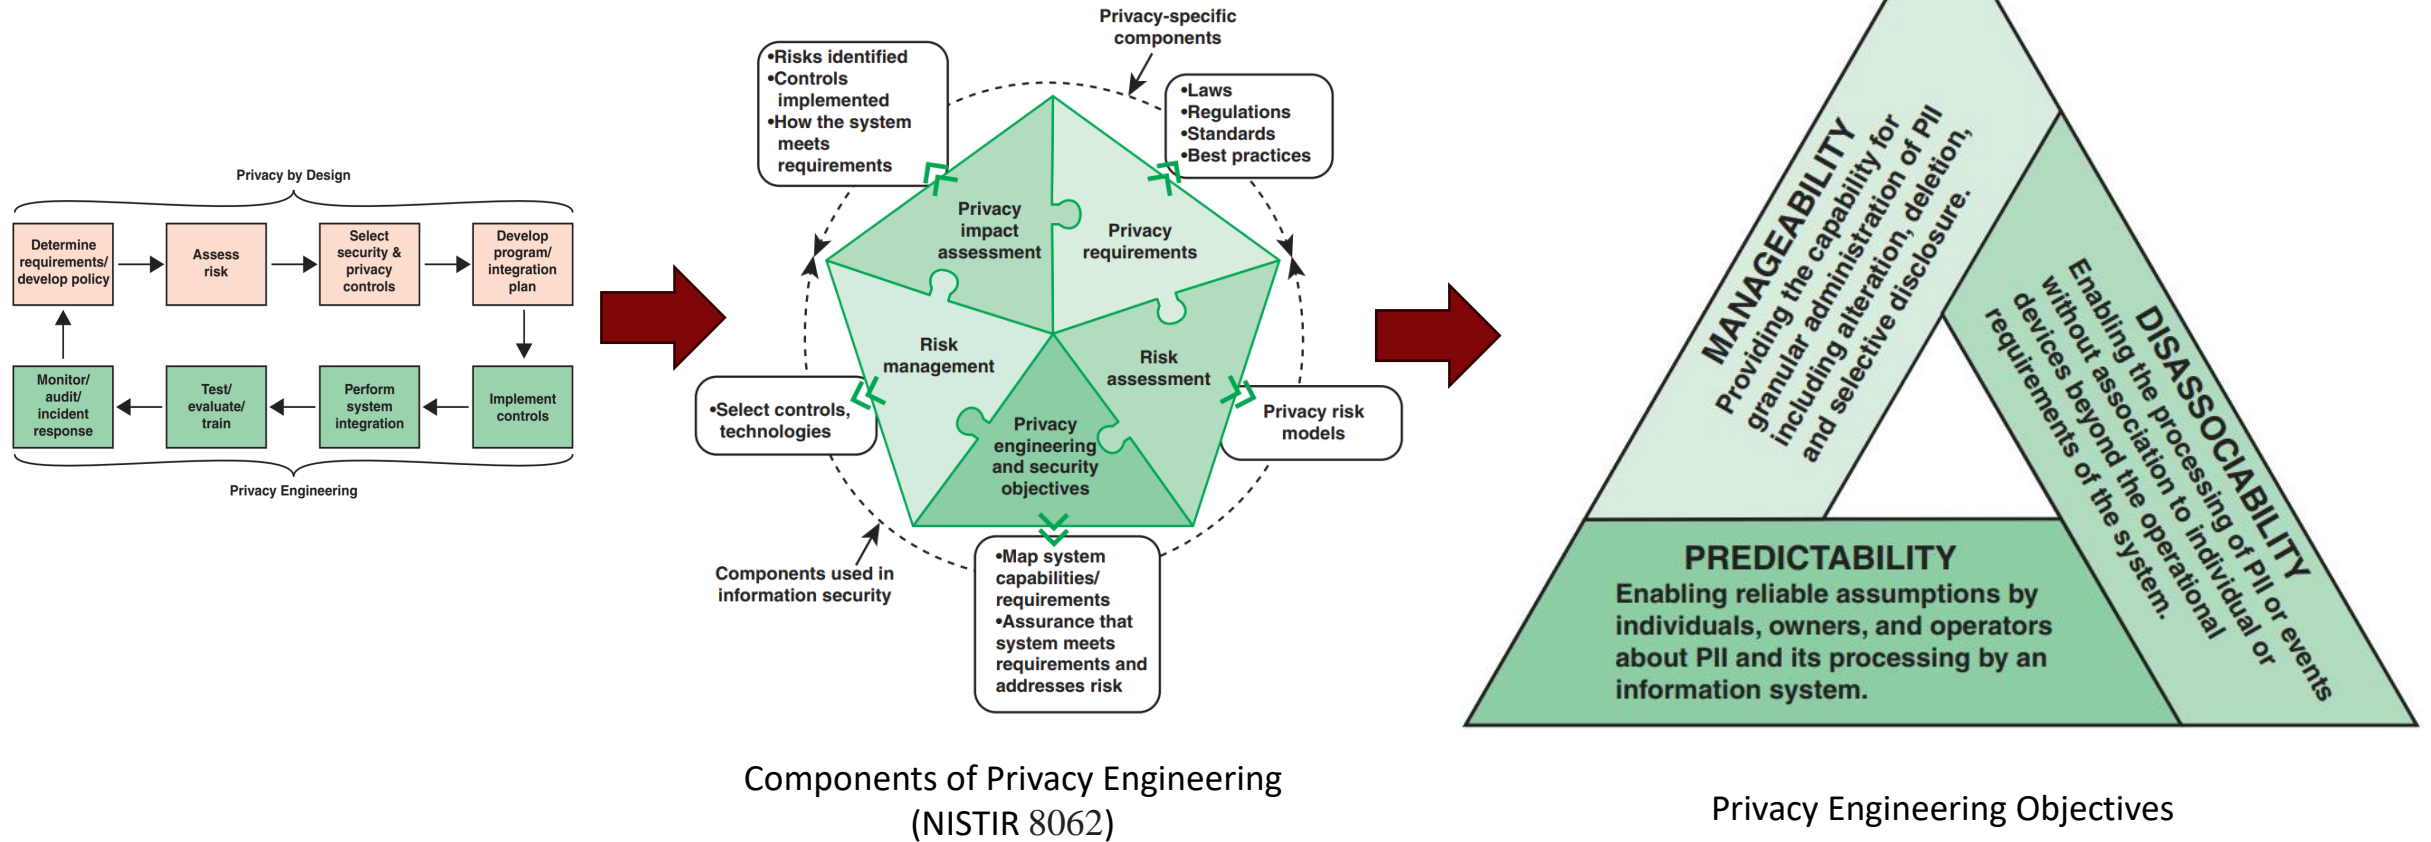 Privacy by Design
Determine
requirements/
develop policy
Assess
risk
Select
security &
privacy
controls
Develop
program/
integration
plan
Monitor/
audit/
incident
response
Test/
evaluate/
train
Perform
system
integration
Implement
controls
Privacy Engineering
Privacy-specific
components
•Risks identified
•Controls
implemented
•How the system
meets
requirements
•Laws
•Regulations
•Standards
•Best practices
Privacy
impact
assessment
Privacy
requirements
Risk
management
Risk
assessment
Privacy
engineering
and security
objectives
•Select controls,
technologies
Privacy risk
models
•Map system
capabilities/
requirements
•Assurance that
system meets
requirements and
addresses risk
Components used in
information security
Components of Privacy Engineering
(NISTIR 8062)
MANAGEABILITY
Providing the capability for
granular administration of PII
including alteration, deletion,
and selective disclosure.
DISASSOCIABILITY
Enabling the processing of PII or events
without association to individual or
devices beyond the operational
requirements of the system.
PREDICTABILITY
Enabling reliable assumptions by
individuals, owners, and operators
about PII and its processing by an
information system.
Privacy Engineering Objectives